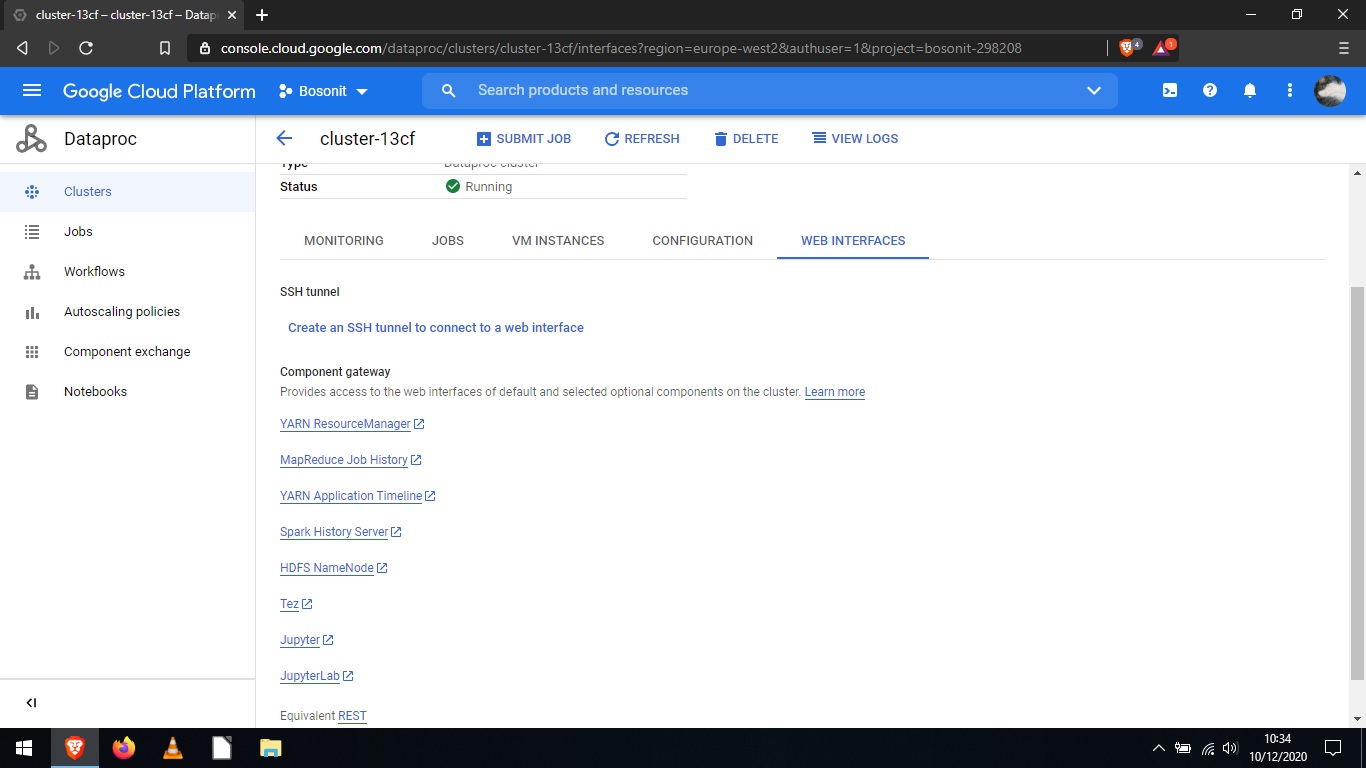 cluster-13cf – cluster-13cf – Datap
console.cloud.google.com/dataproc/clusters/cluster-13cf/interfaces?region=europe-west2&authuser=1&project=bosonit-298208
4
1
Google Cloud Platform
Bosonit
Search products and resources
Dataproc
cluster-13cf
SUBMIT JOB
REFRESH
DELETE
VIEW LOGS
Type
Dataproc cluster
Clusters
Status
Running
Jobs
Workflows
Autoscaling policies
Component exchange
Notebooks
MONITORING
JOBS
VM INSTANCES
CONFIGURATION
WEB INTERFACES
SSH tunnel
Create an SSH tunnel to connect to a web interface
Component gateway
Provides access to the web interfaces of default and selected optional components on the cluster. Learn more
YARN ResourceManager
MapReduce Job History
YARN Application Timeline
Spark History Server
HDFS NameNode
Tez
Jupyter
JupyterLab
Equivalent REST
10:34
10/12/2020